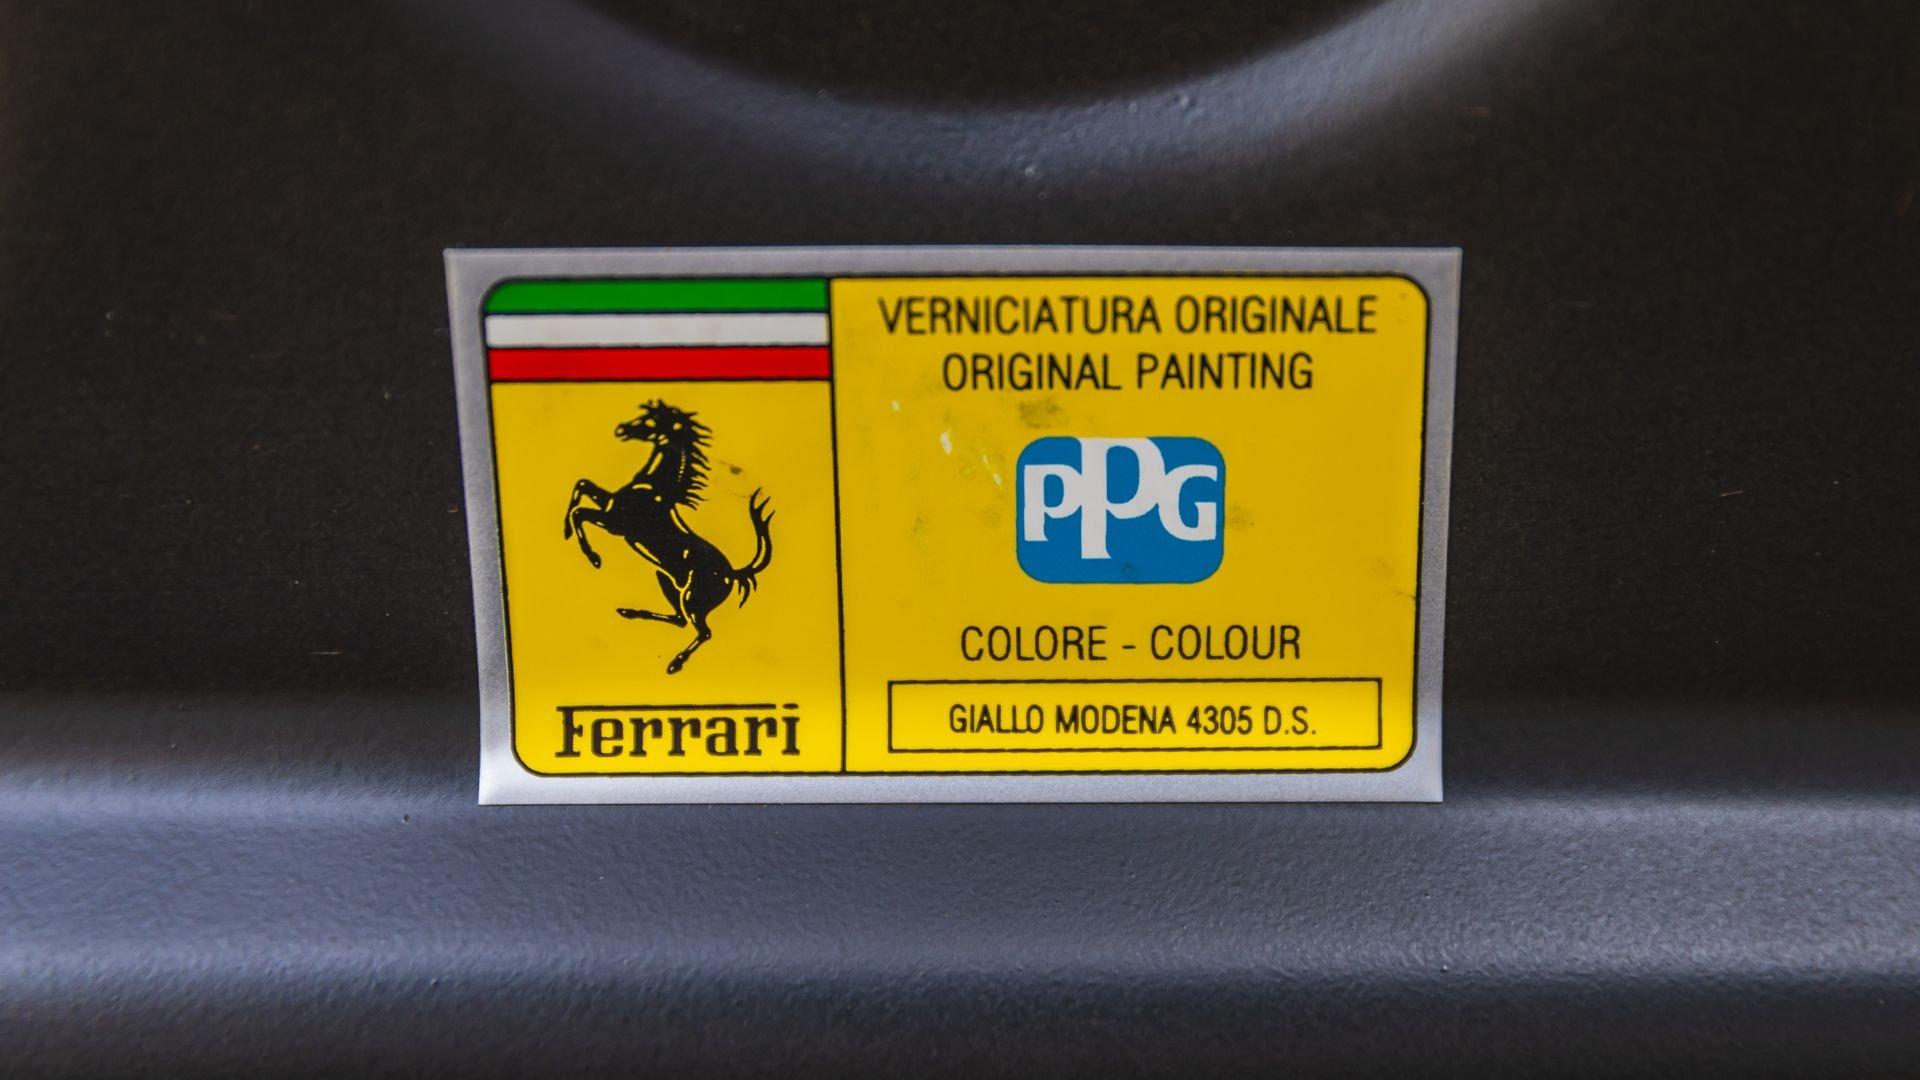 VERNICIATURA ORIGINALE
ORIGINAL PAINTING
PPG
COLORE - COLOUR
GIALLO MODENA 4305 D.S.
Ferrari